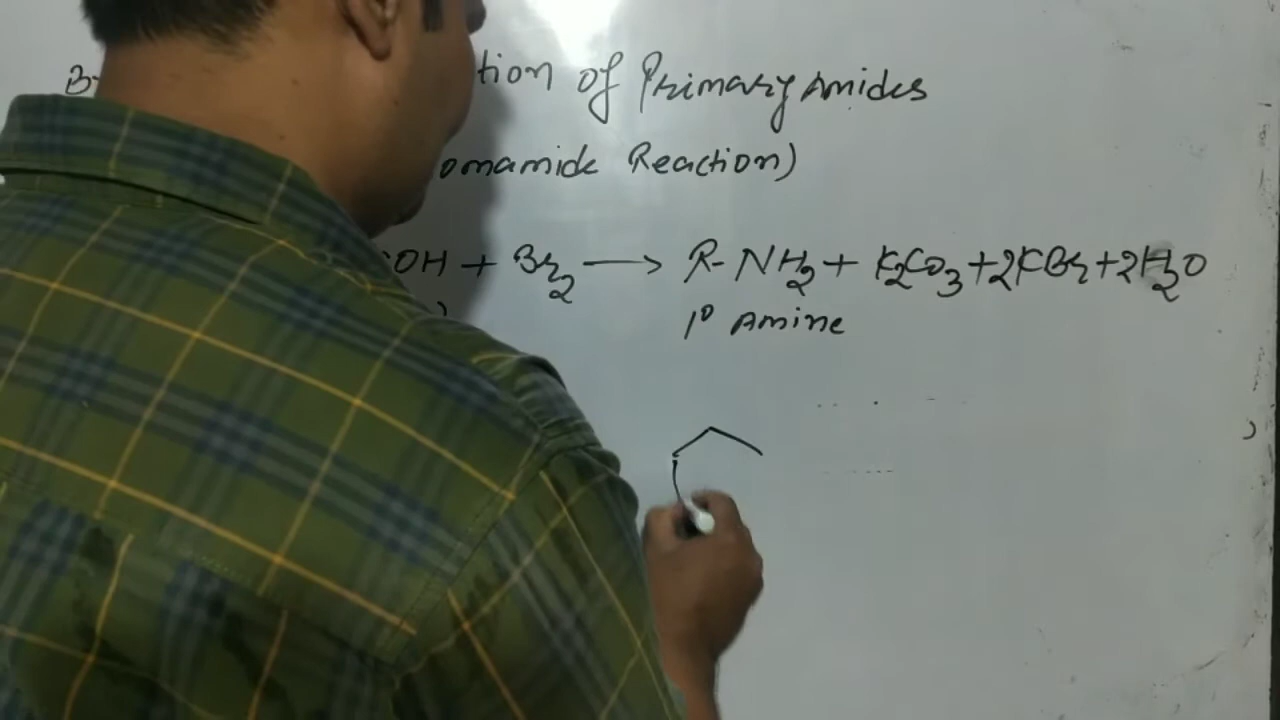 tion of Primary Amides
omamide Reaction)
OH + Br2 → R-NH2 + K2CO3 + 2KBr + 2H2O
1° Amine